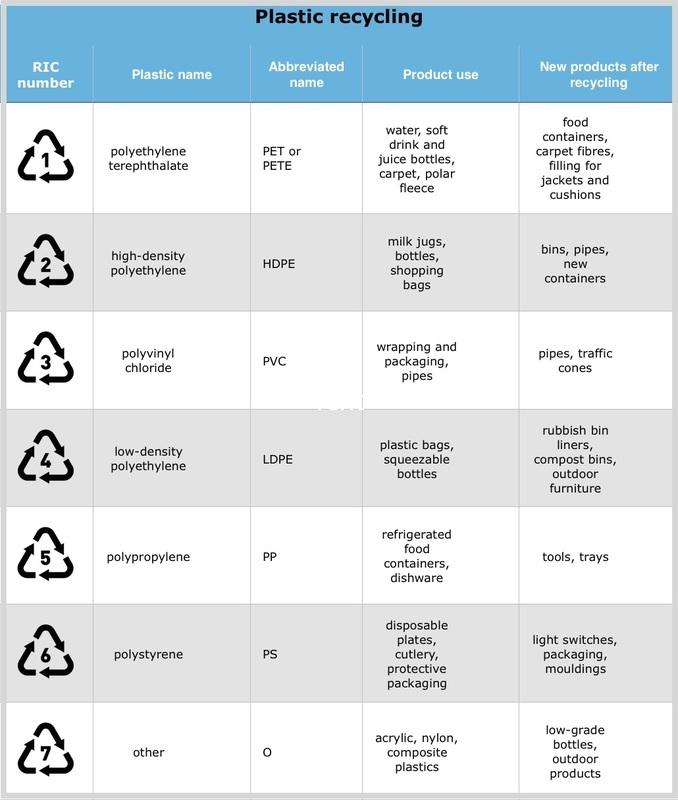 Plastic recycling
RIC
number
Plastic name
Abbreviated
name
Product use
New products after
recycling
1
polyethylene
terephthalate
PET or
PETE
water, soft
drink and
juice bottles,
carpet, polar
fleece
food
containers,
carpet fibres,
filling for
jackets and
cushions
2
high-density
polyethylene
HDPE
milk jugs,
bottles,
shopping
bags
bins, pipes,
new
containers
3
polyvinyl
chloride
PVC
wrapping and
packaging,
pipes
pipes, traffic
cones
4
low-density
polyethylene
LDPE
plastic bags,
squeezable
bottles
rubbish bin
liners,
compost bins,
outdoor
furniture
5
polypropylene
PP
refrigerated
food
containers,
dishware
tools, trays
6
polystyrene
PS
disposable
plates,
cutlery,
protective
packaging
light switches,
packaging,
mouldings
7
other
O
acrylic, nylon,
composite
plastics
low-grade
bottles,
outdoor
products